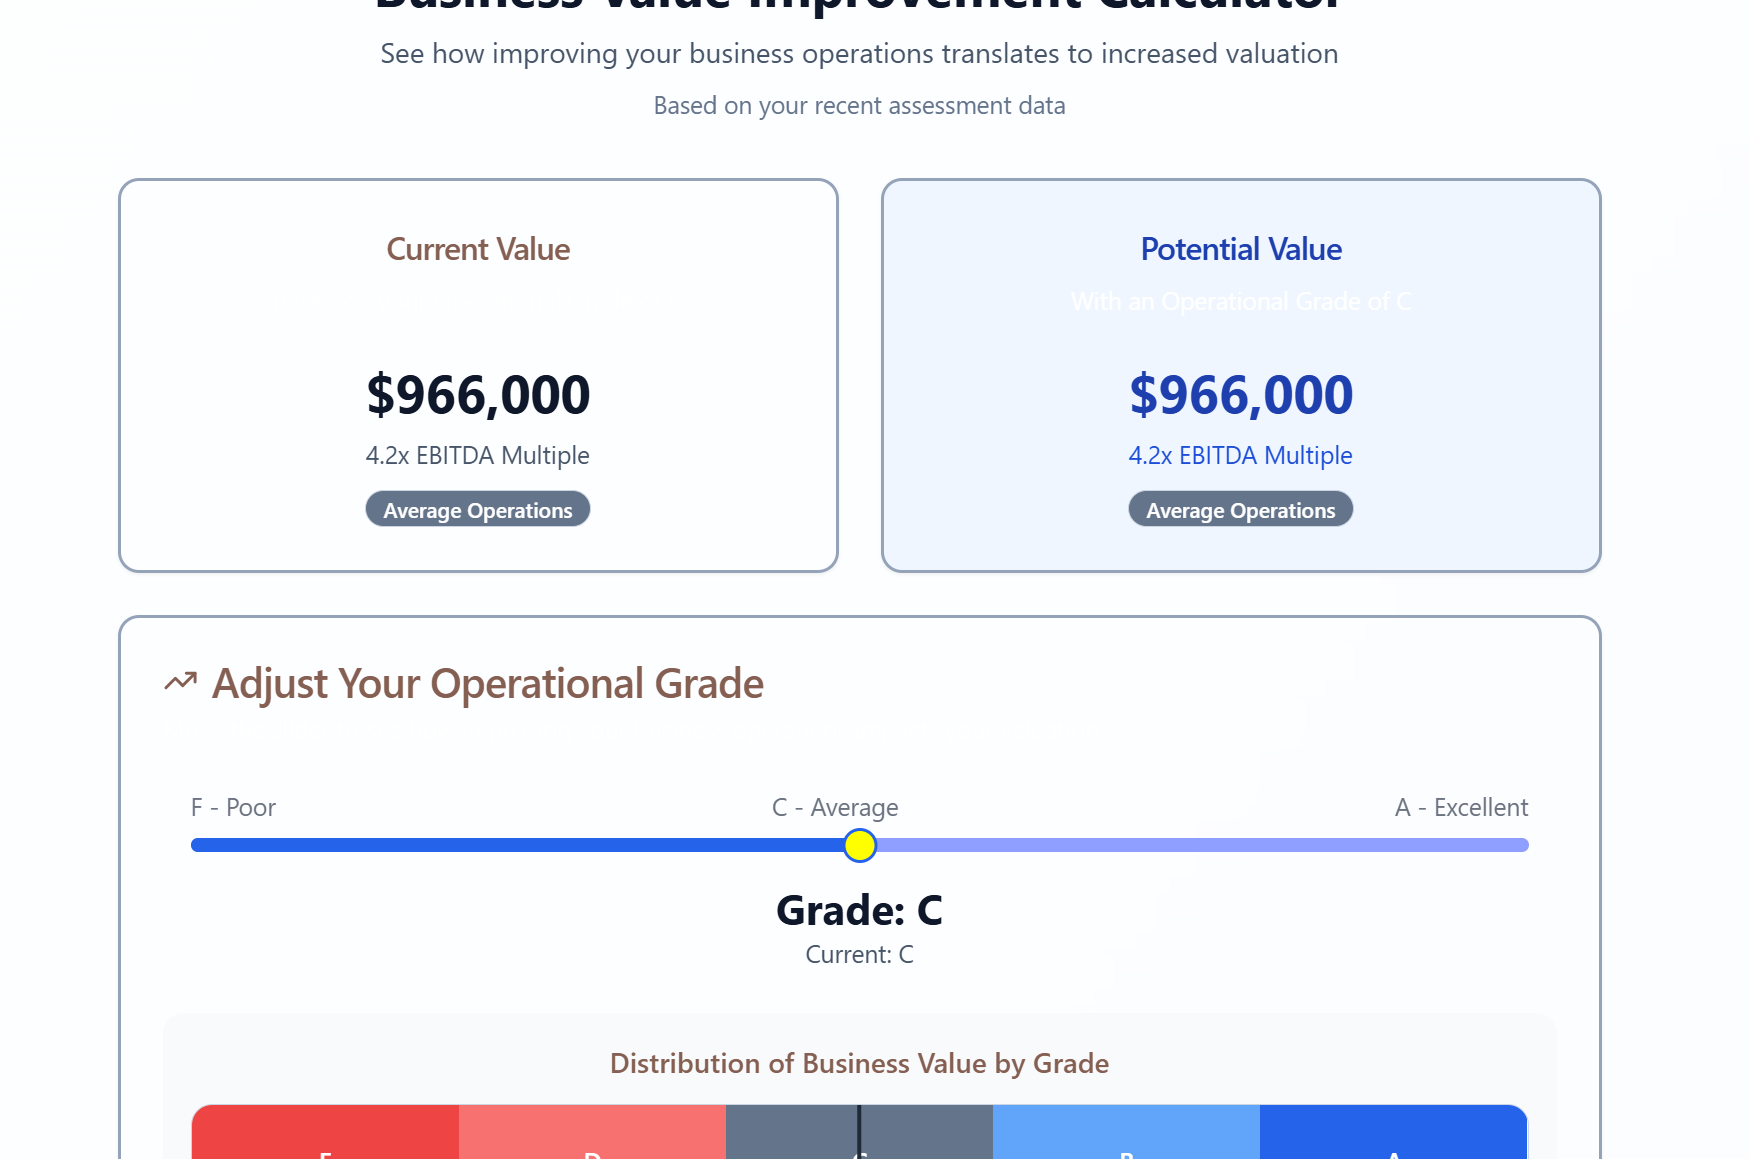 Business Value Improvement Calculator
See how improving your business operations translates to increased valuation
Based on your recent assessment data
Current Value
$966,000
4.2x EBITDA Multiple
Average Operations
Potential Value
With an Operational Grade of C
$966,000
4.2x EBITDA Multiple
Average Operations
Adjust Your Operational Grade
F - Poor
C - Average
A - Excellent
Grade: C
Current: C
Distribution of Business Value by Grade
F
D
C
B
A